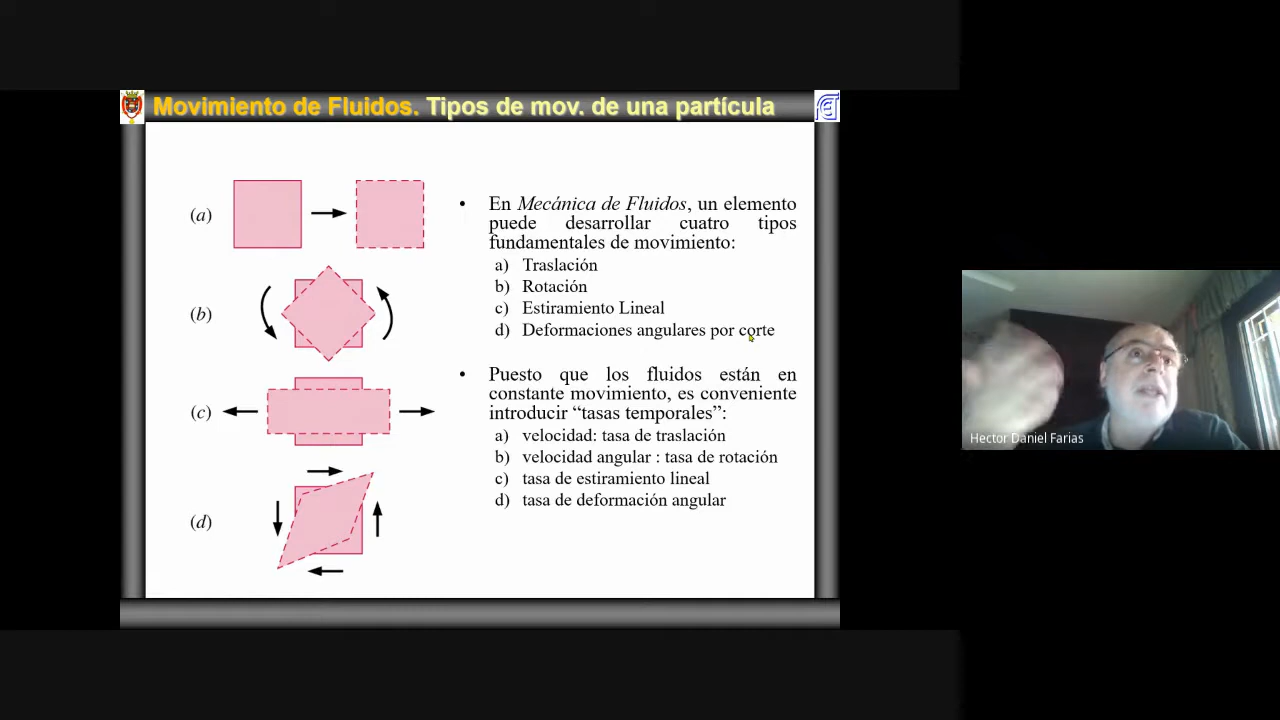 Movimiento de Fluidos. Tipos de mov. de una partícula
(a)
(b)
(c)
(d)
• En Mecánica de Fluidos, un elemento
puede desarrollar cuatro tipos
fundamentales de movimiento:
a) Traslación
b) Rotación
c) Estiramiento Lineal
d) Deformaciones angulares por corte
• Puesto que los fluidos están en
constante movimiento, es conveniente
introducir “tasas temporales”:
a) velocidad: tasa de traslación
b) velocidad angular : tasa de rotación
c) tasa de estiramiento lineal
d) tasa de deformación angular
Hector Daniel Farias